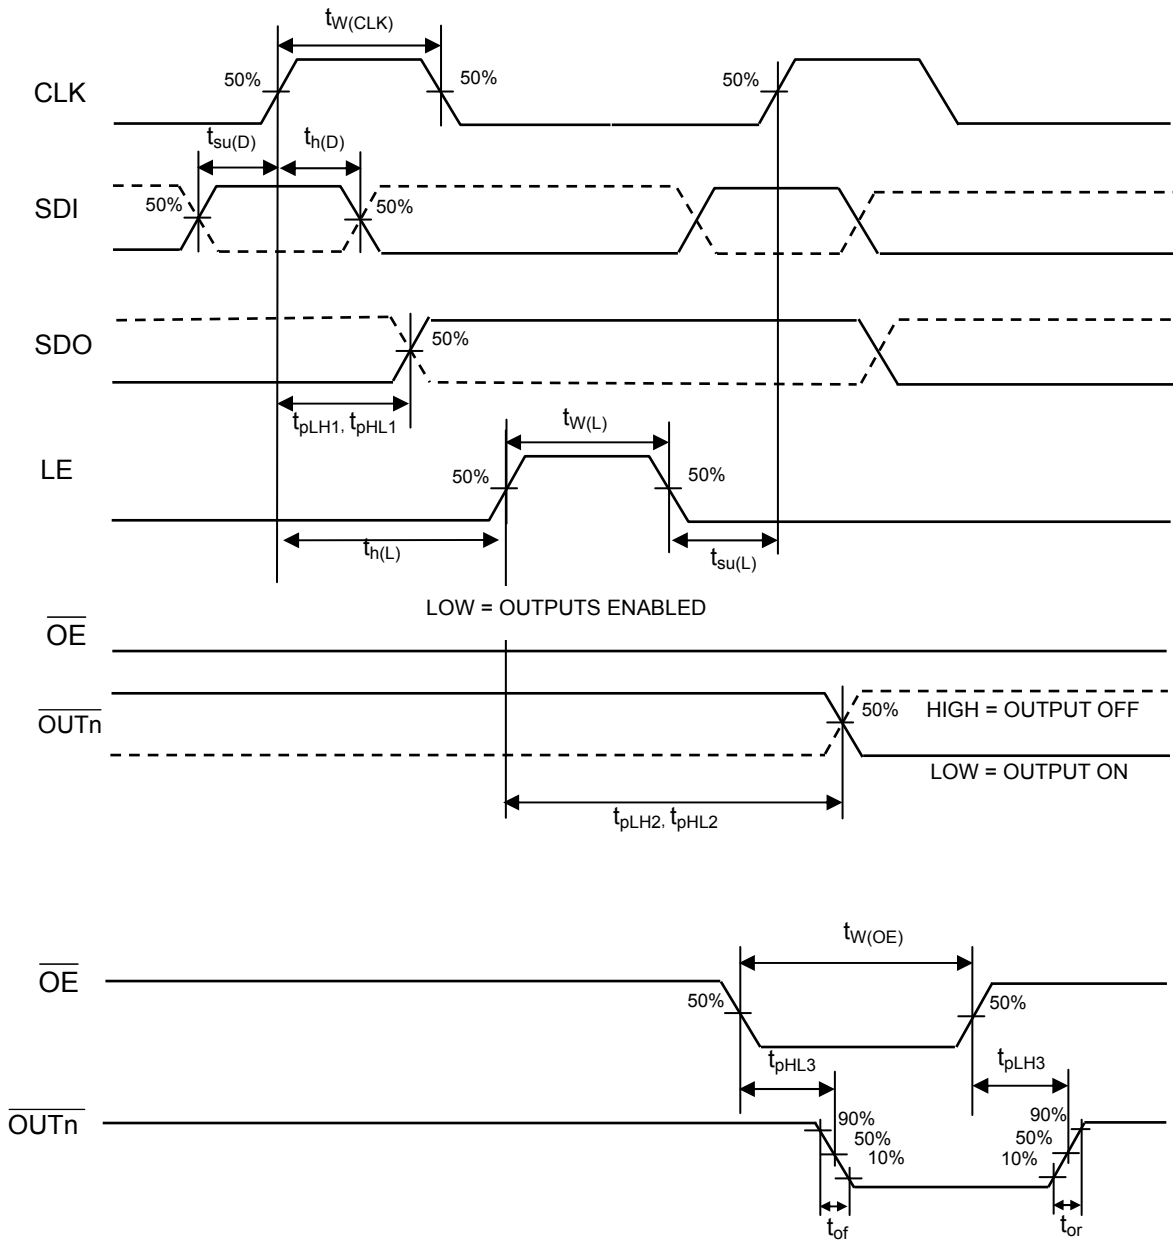 tW(CLK)
CLK
50%
50%
50%
tsu(D)
th(D)
SDI
50%
50%
SDO
50%
tpLH1, tpHL1
tW(L)
LE
50%
50%
th(L)
tsu(L)
LOW = OUTPUTS ENABLED
OE
OUTn
50%
HIGH = OUTPUT OFF
LOW = OUTPUT ON
tpLH2, tpHL2
tW(OE)
OE
50%
50%
tpHL3
tpLH3
OUTn
90%
50%
10%
90%
50%
10%
tof
tor